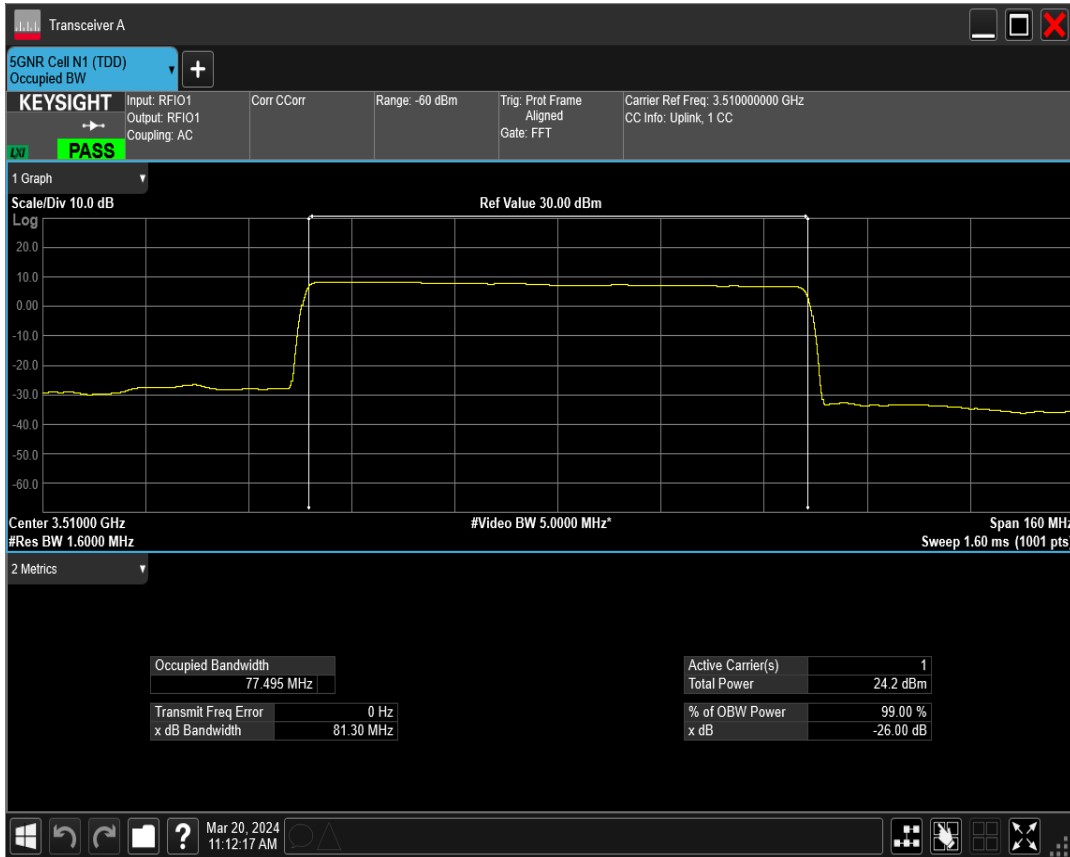 Transceiver A
5GNR Cell N1 (TDD)
Occupied BW
+
KEYSIGHT
LXI
PASS
Input: RFIO1
Output: RFIO1
Coupling: AC
Corr CCorr
Range: -60 dBm
Trig: Prot Frame
Aligned
Gate: FFT
Carrier Ref Freq: 3.510000000 GHz
CC Info: Uplink, 1 CC
1 Graph
Scale/Div 10.0 dB
Ref Value 30.00 dBm
Log
20.0
10.0
0.00
-10.0
-20.0
-30.0
-40.0
-50.0
-60.0
Center 3.51000 GHz
#Video BW 5.0000 MHz*
Span 160 MHz
#Res BW 1.6000 MHz
Sweep 1.60 ms (1001 pts)
2 Metrics
Occupied Bandwidth
77.495 MHz
Transmit Freq Error 0 Hz
x dB Bandwidth 81.30 MHz
Active Carrier(s) 1
Total Power 24.2 dBm
% of OBW Power 99.00 %
x dB -26.00 dB
?
Mar 20, 2024
11:12:17 AM